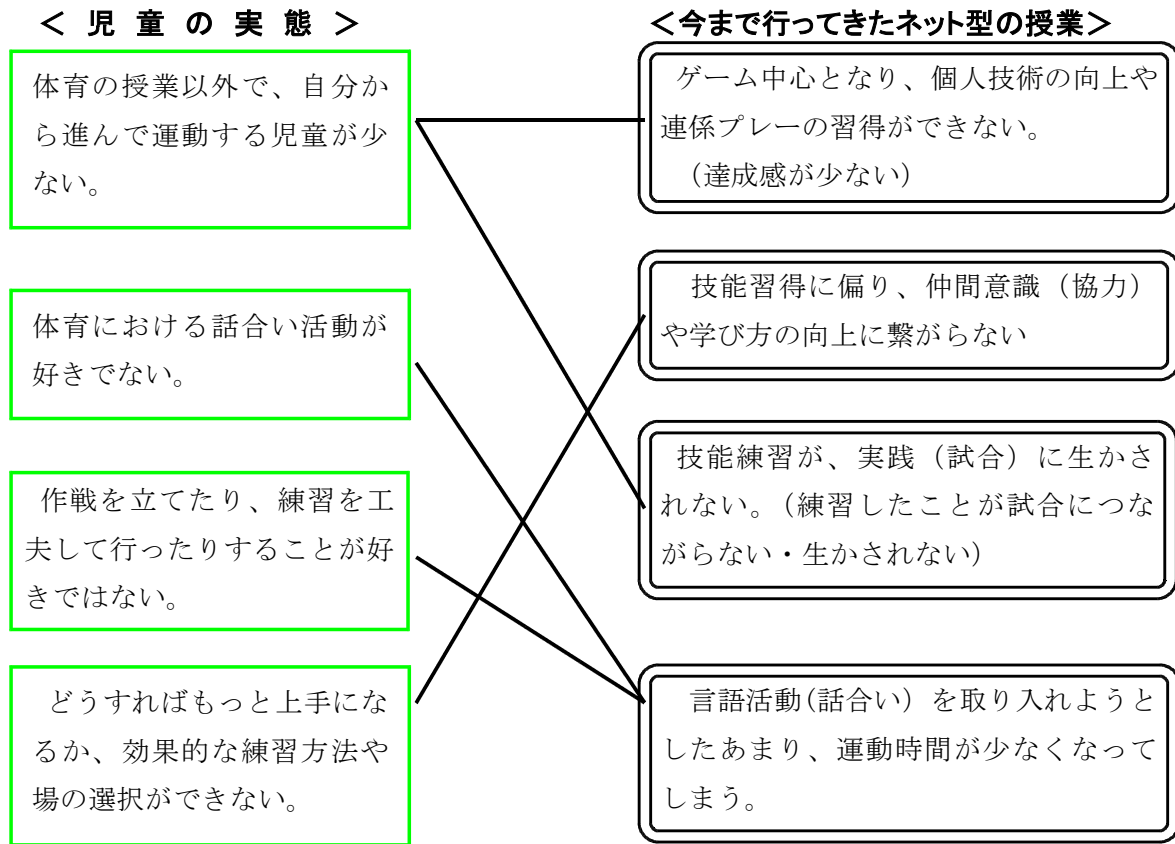 ＜ 児 童 の 実 態 ＞
体育の授業以外で、自分か
ら進んで運動する児童が少
ない。
体育における話合い活動が
好きでない。
作戦を立てたり、練習を工
夫して行ったりすることが好
きではない。
どうすればもっと上手にな
るか、効果的な練習方法や
場の選択ができない。
＜今まで行ってきたネット型の授業＞
ゲーム中心となり、個人技術の向上や
連係プレーの習得ができない。
（達成感が少ない）
技能習得に偏り、仲間意識（協力）
や学び方の向上に繋がらない
技能練習が、実践（試合）に生かさ
れない。（練習したことが試合につな
がらない・生かされない）
言語活動(話合い）を取り入れようと
したあまり、運動時間が少なくなって
しまう。